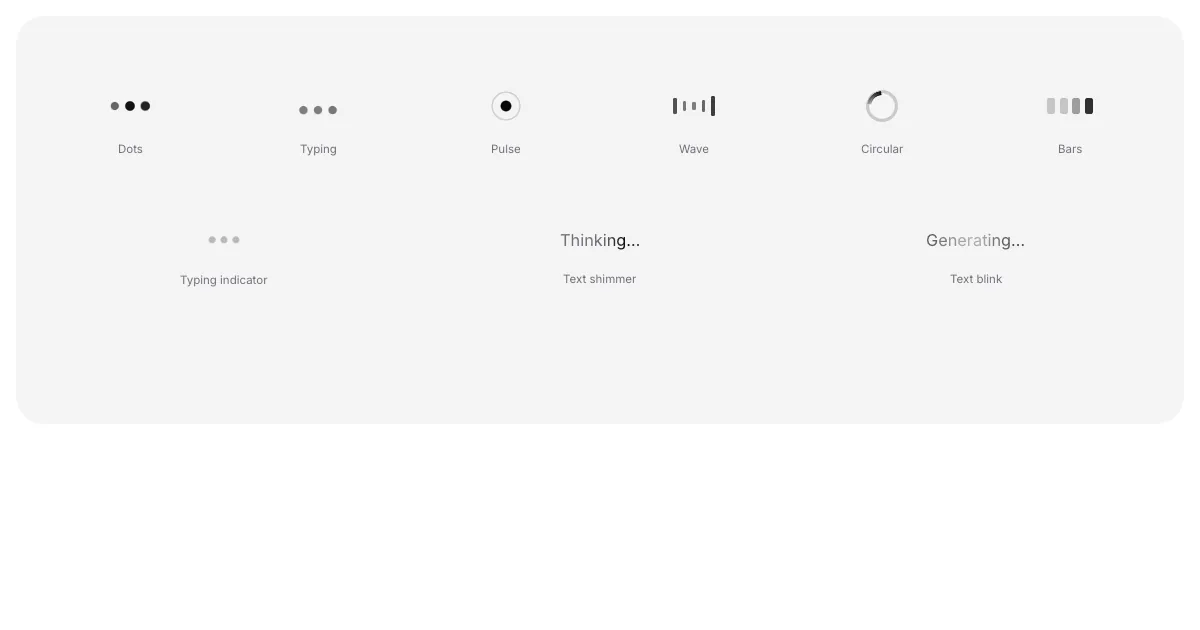 Dots
Typing
Pulse
Wave
Circular
Bars
Thinking...
Generating...
Typing indicator
Text shimmer
Text blink